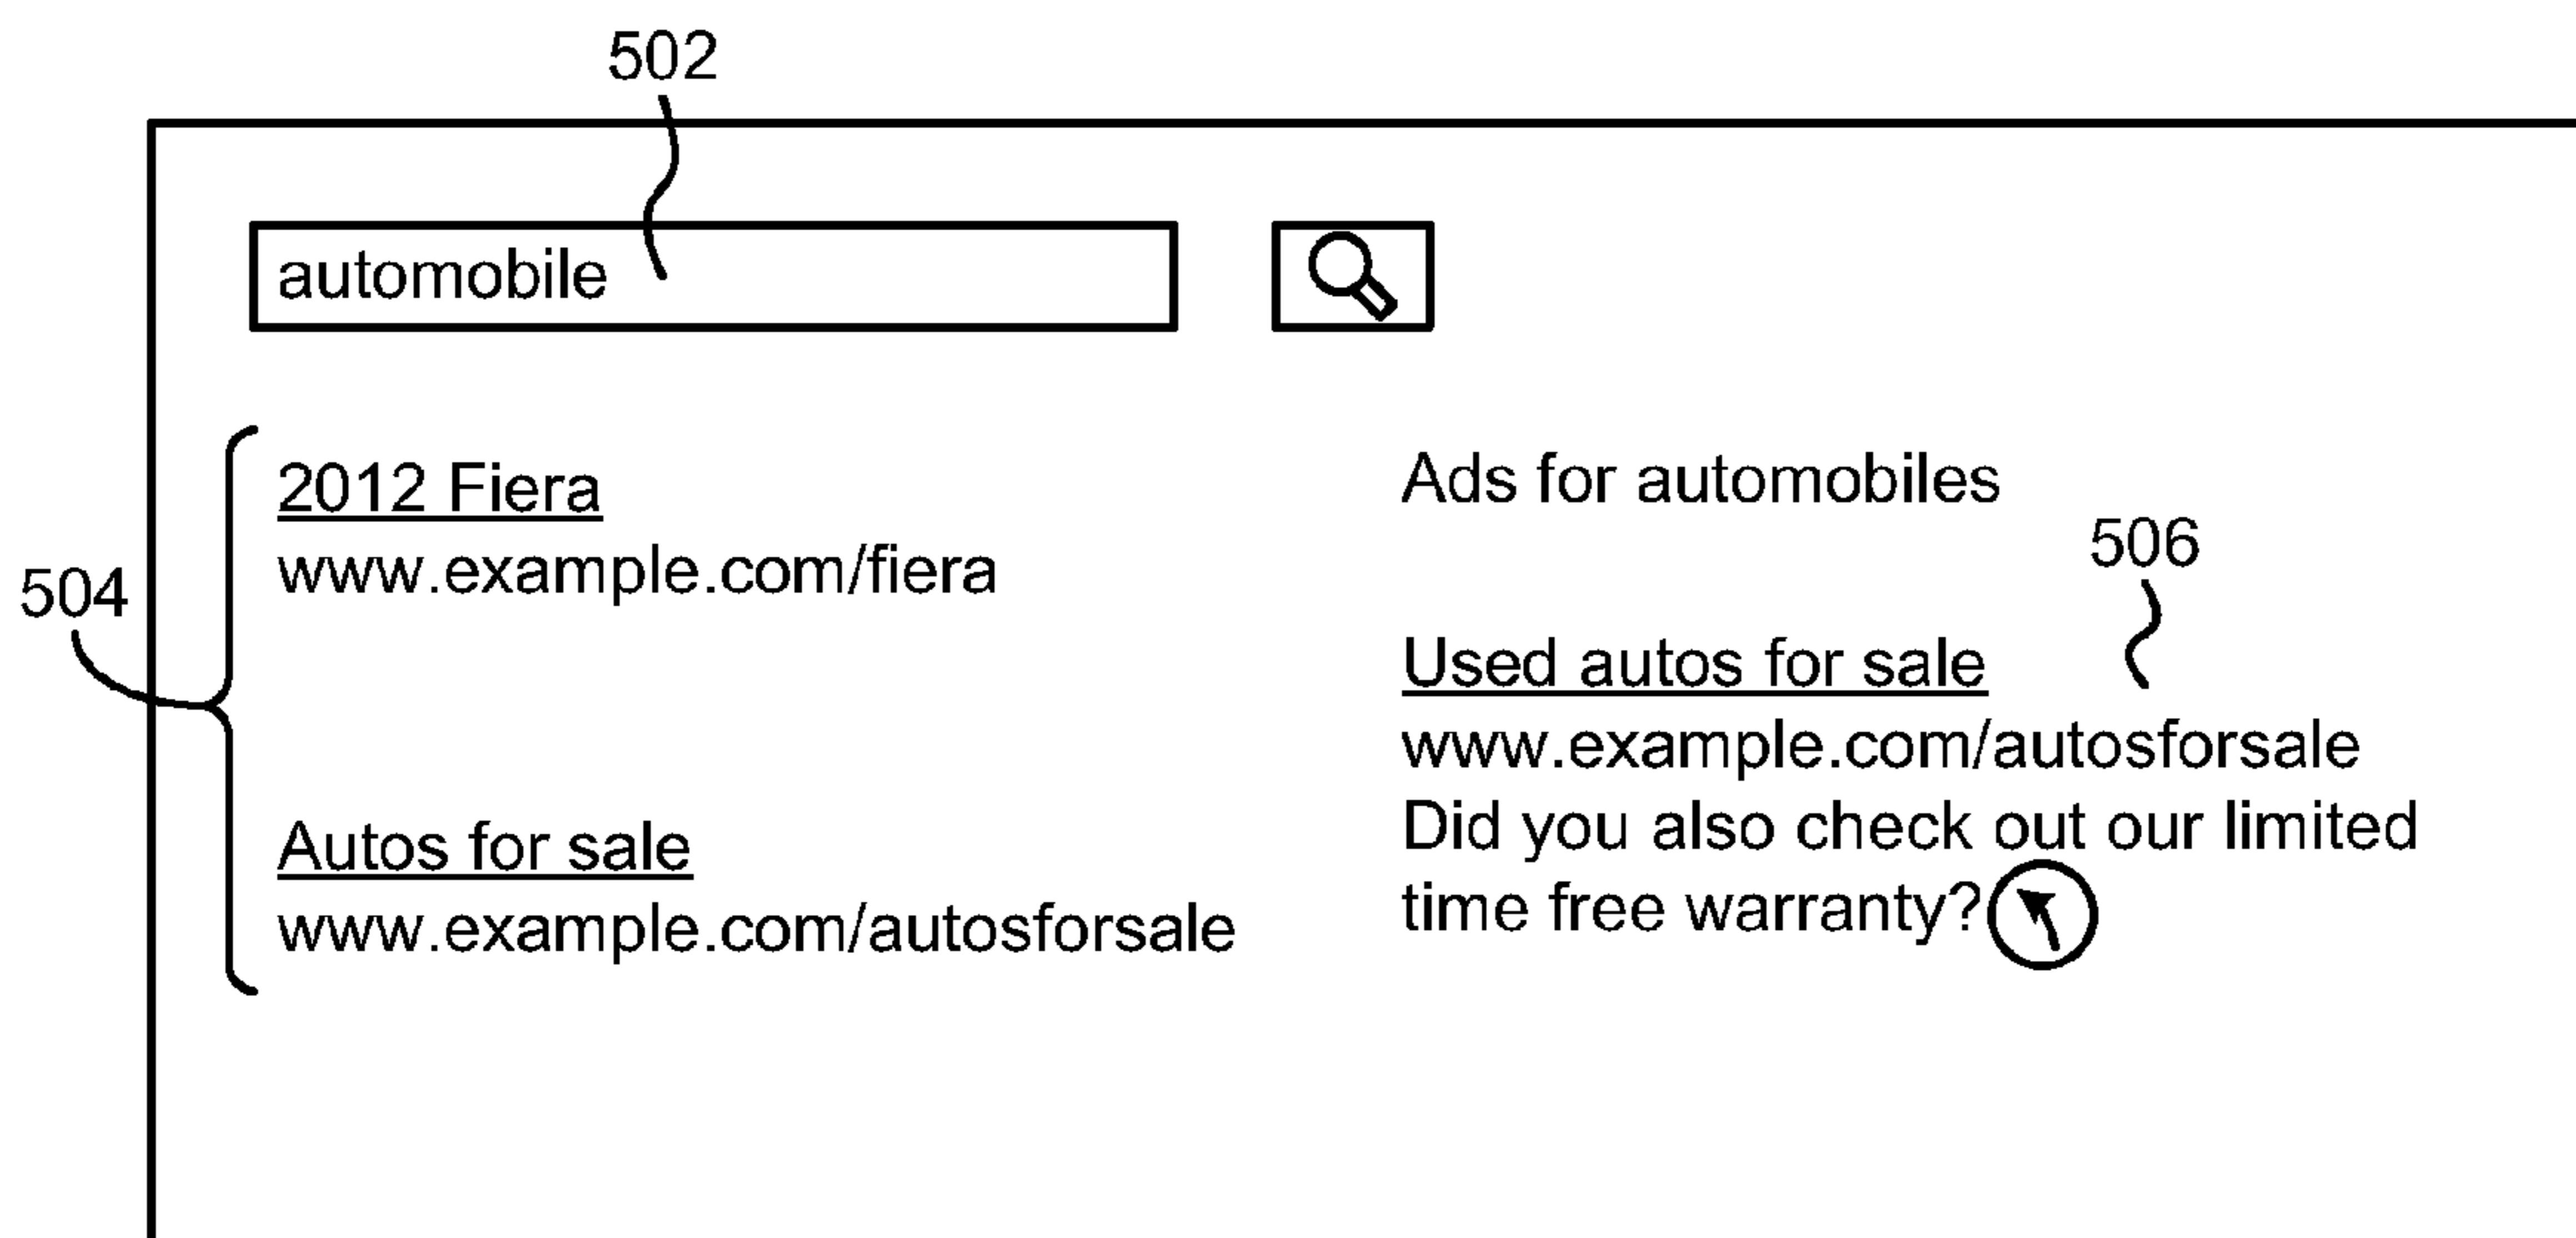 502
automobile
504
2012 Fiera
www.example.com/fiera
Autos for sale
www.example.com/autosforsale
Ads for automobiles
506
Used autos for sale
www.example.com/autosforsale
Did you also check out our limited
time free warranty?